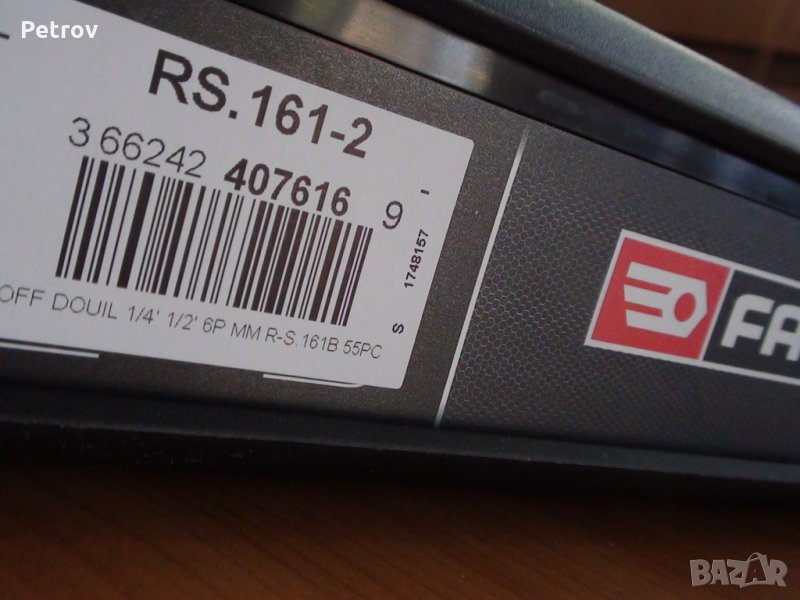 Petrov
RS.161-2
3 66242 407616 9
S 1748157 I
OFF DOUIL 1/4' 1/2' 6P MM R-S.161B 55PC
FA
BAZAR